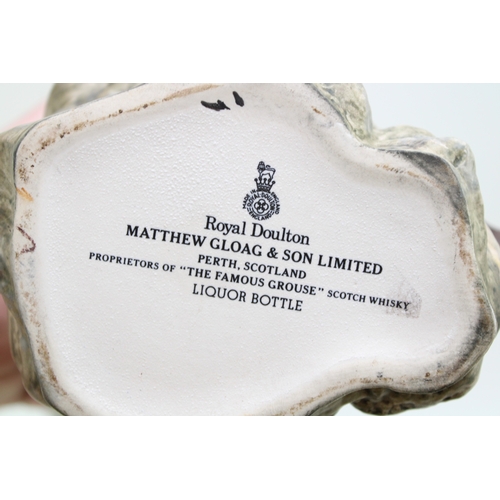 Royal Doulton
MATTHEW GLOAG & SON LIMITED
PERTH, SCOTLAND
PROPRIETORS OF "THE FAMOUS GROUSE" SCOTCH WHISKY
LIQUOR BOTTLE